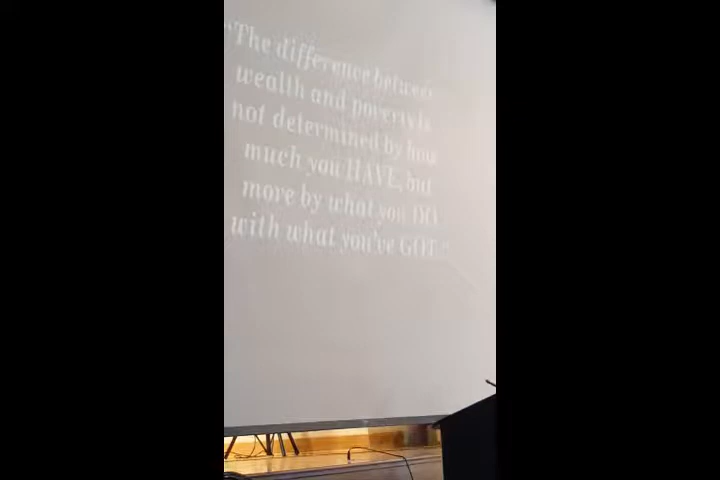 "The difference between
wealth and poverty is
not determined by how
much you HAVE, but
more by what you DO
with what you've GOT."